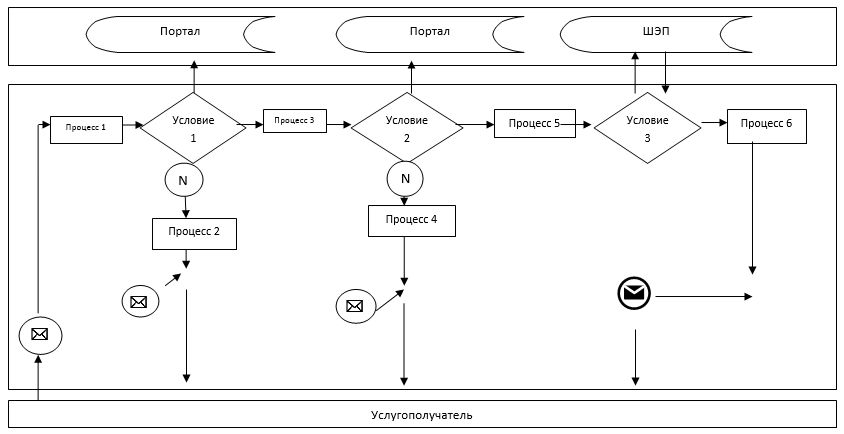 Портал
Портал
ШЭП
Процесс 1
Условие
1
Процесс 3
Условие
2
Процесс 5
Условие
3
Процесс 6
N
N
Процесс 2
Процесс 4
Услугополучатель